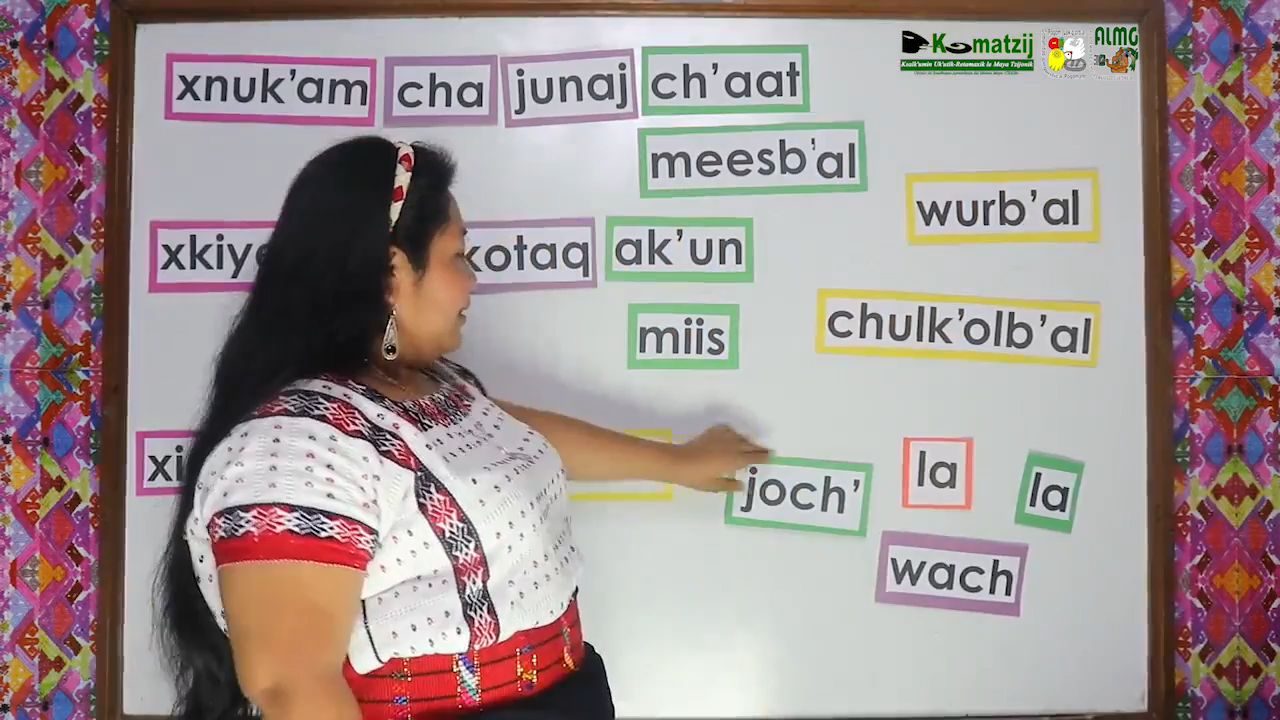 xnuk'am cha junaj ch'aat
meesb'al
wurb'al
ak'un
miis
chulk'olb'al
joch'
la
la
wach
Komatzij
ALMG